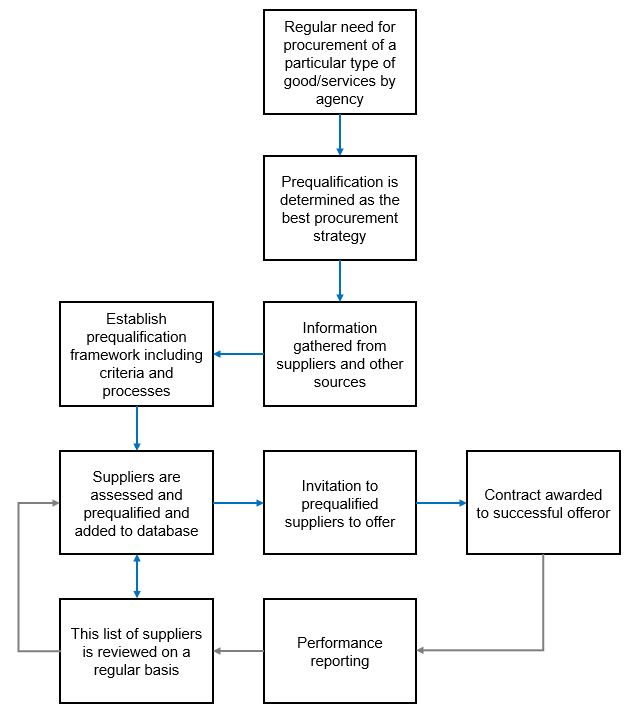 Regular need for
procurement of a
particular type of
good/services by
agency
Prequalification is
determined as the
best procurement
strategy
Information
gathered from
suppliers and other
sources
Establish
prequalification
framework including
criteria and
processes
Suppliers are
assessed and
prequalified and
added to database
Invitation to
prequalified
suppliers to offer
Contract awarded
to successful offeror
Performance
reporting
This list of suppliers
is reviewed on a
regular basis